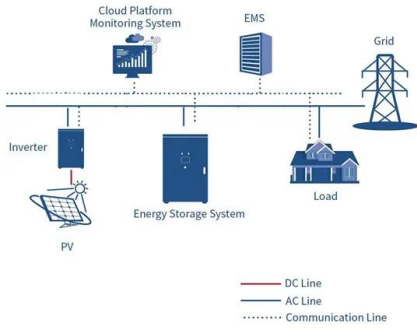 Cloud Platform
Monitoring System
EMS
Grid
Inverter
Energy Storage System
Load
PV
DC Line
AC Line
Communication Line